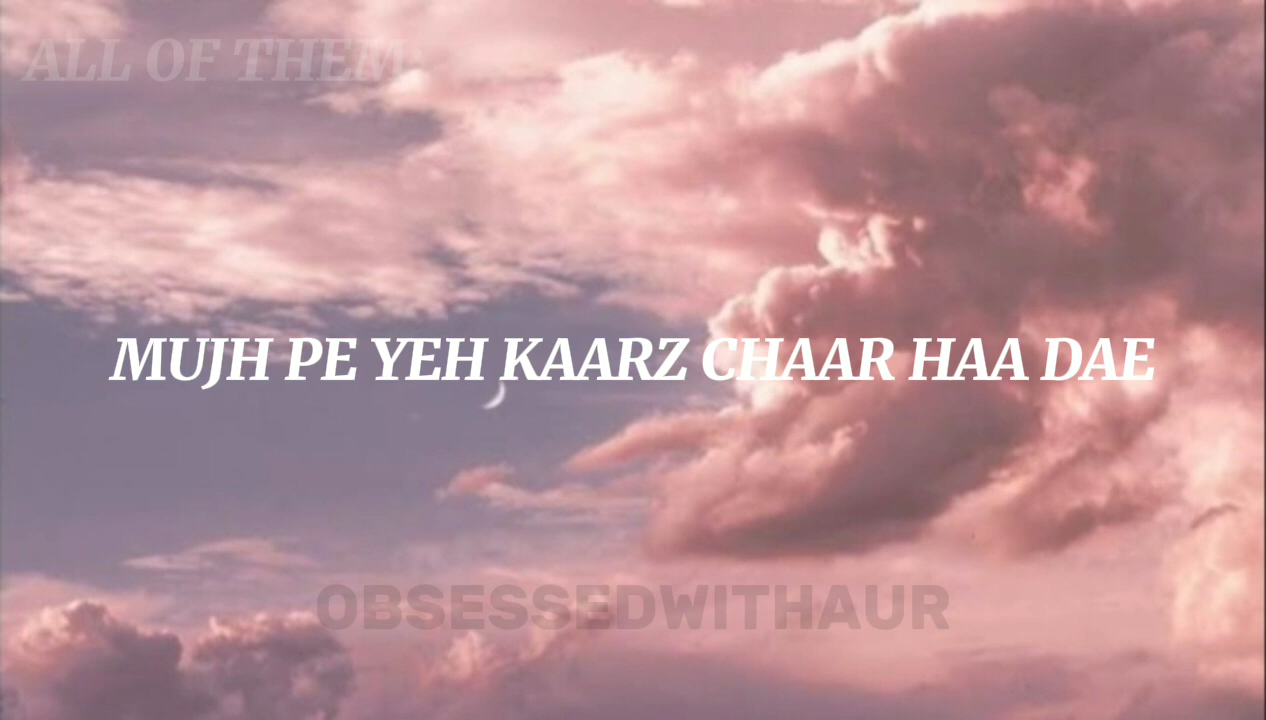 ALL OF THEM:
MUJH PE YEH KAARZ CHAAR HAA DAE
OBSESSEDWITHAUR